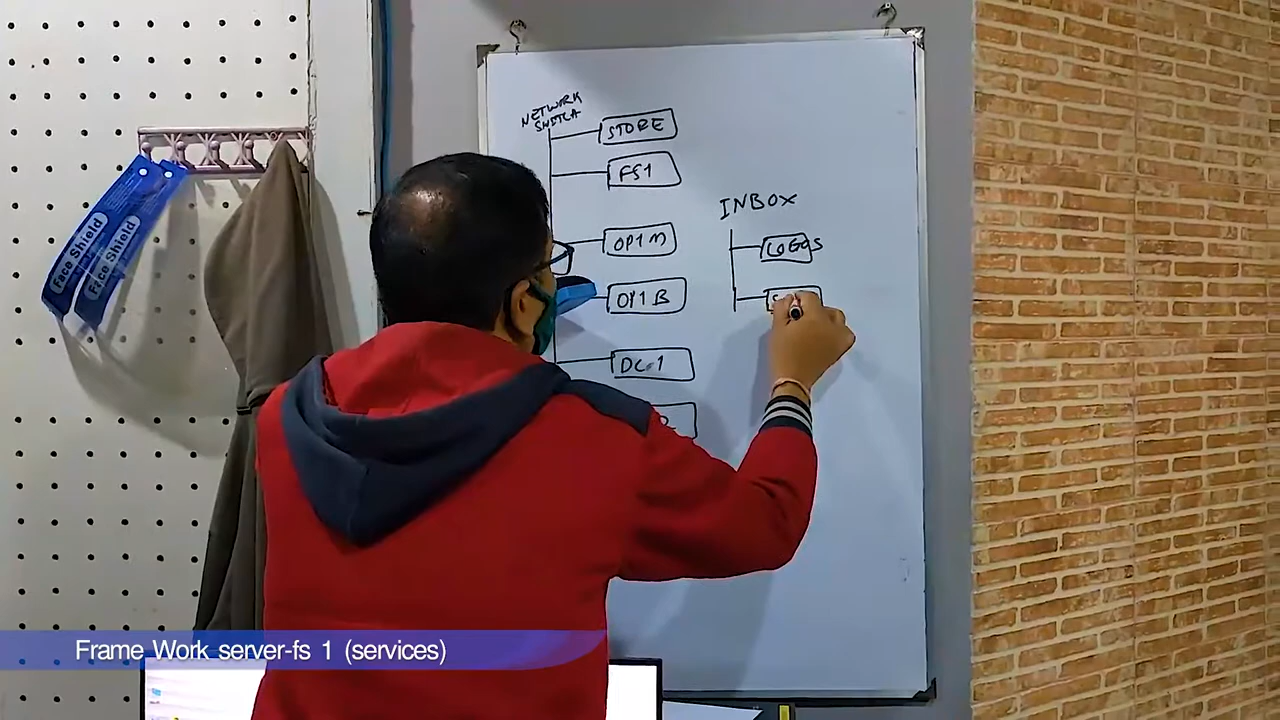 NETWORK
STORE
FS1
INBOX
OP1 M
LOGOS
OP1 B
DC.1
Face Shield
Face Shield
Frame Work server-fs 1 (services)